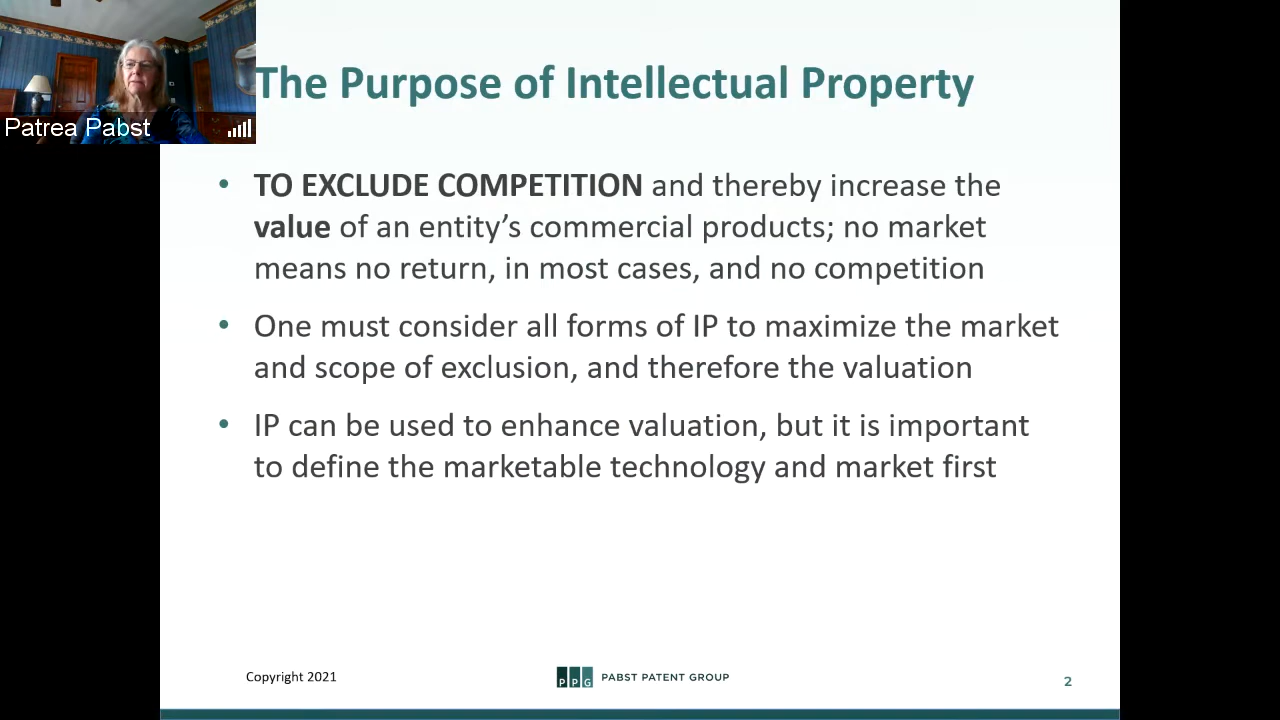 The Purpose of Intellectual Property
Patrea Pabst
• TO EXCLUDE COMPETITION and thereby increase the
value of an entity’s commercial products; no market
means no return, in most cases, and no competition
• One must consider all forms of IP to maximize the market
and scope of exclusion, and therefore the valuation
• IP can be used to enhance valuation, but it is important
to define the marketable technology and market first
Copyright 2021
PPG PABST PATENT GROUP
2